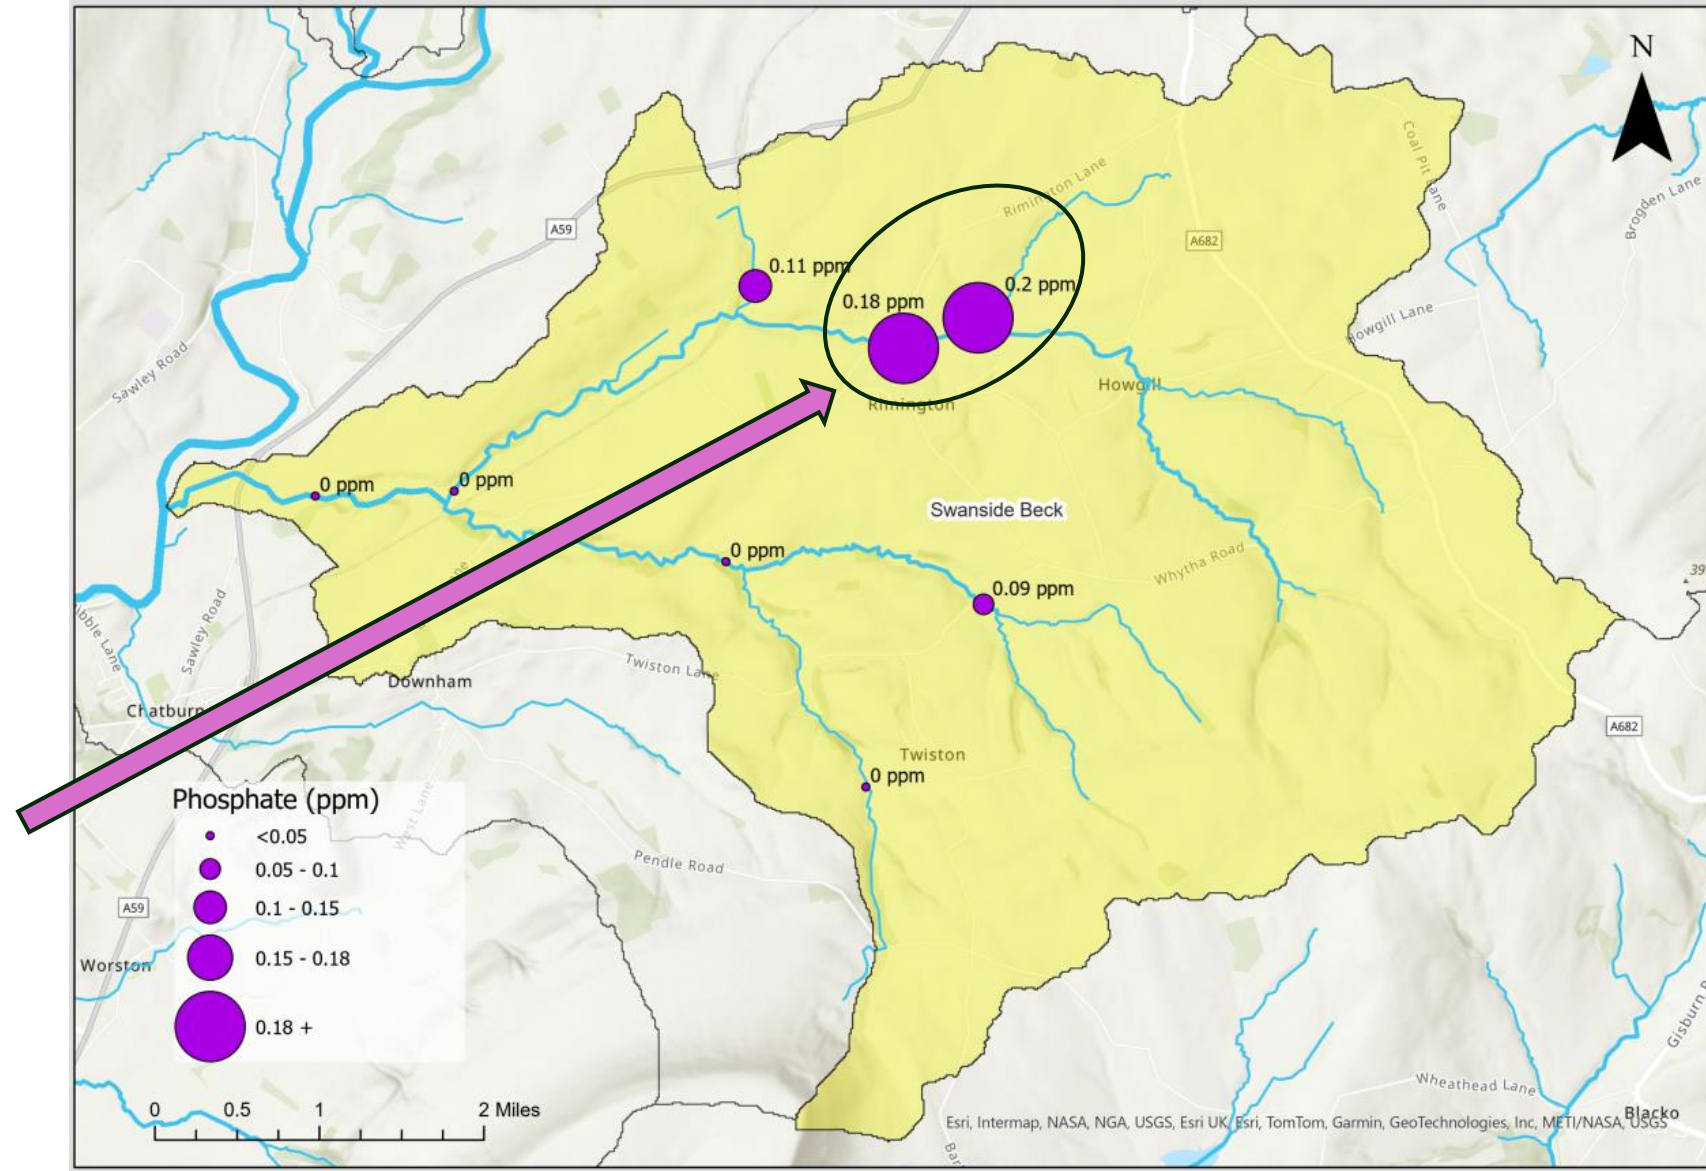 N
Coal Pit Lane
Brogden Lane
Rimington Lane
A59
A682
0.11 ppm
0.2 ppm
0.18 ppm
Howgill Lane
Sawley Road
Howgill
Rimington
0 ppm
0 ppm
Swanside Beck
0 ppm
Whytha Road
0.09 ppm
39
Sawley Road
Twiston Lane
Downham
Chatburn
A682
Twiston
0 ppm
Phosphate (ppm)
<0.05
0.05 - 0.1
0.1 - 0.15
0.15 - 0.18
0.18 +
West Lane
Pendle Road
A59
Worston
Gisburn R
Wheathead Lane
Blacko
0 0.5 1 2 Miles
Esri, Intermap, NASA, NGA, USGS, Esri UK, Esri, TomTom, Garmin, GeoTechnologies, Inc, METI/NASA, USGS
Bar